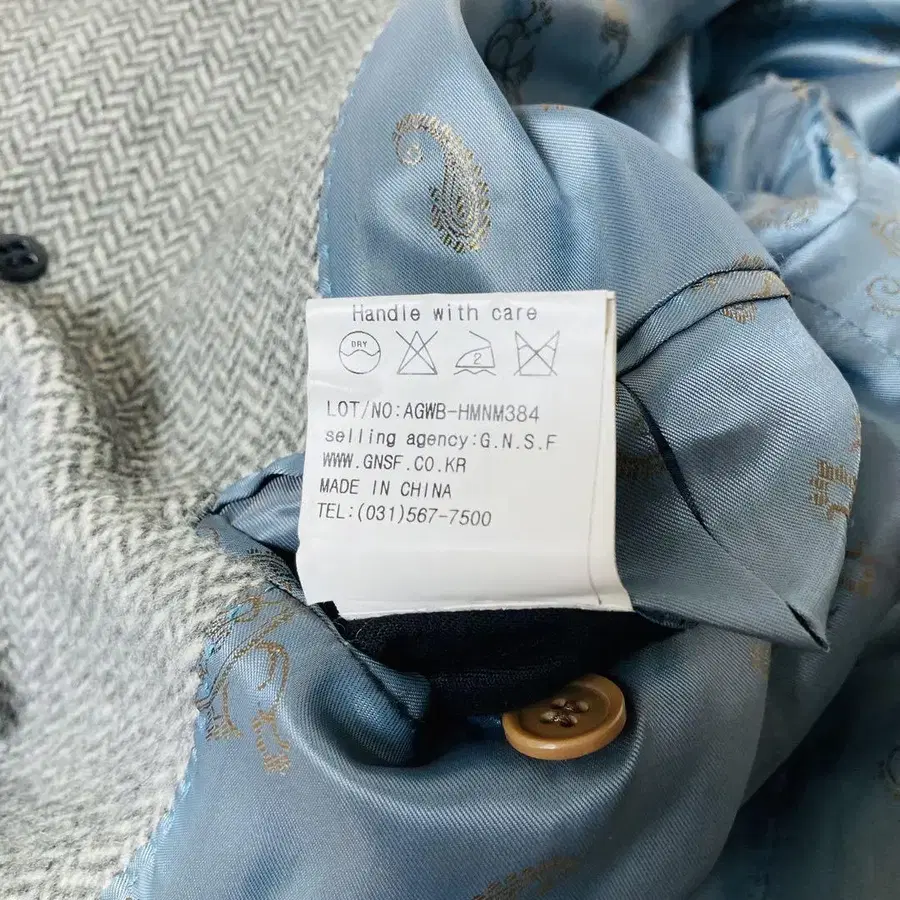 Handle with care
DRY
2
LOT/NO:AGWB-HMNM384
selling agency:G.N.S.F
WWW.GNSF.CO.KR
MADE IN CHINA
TEL:(031)567-7500